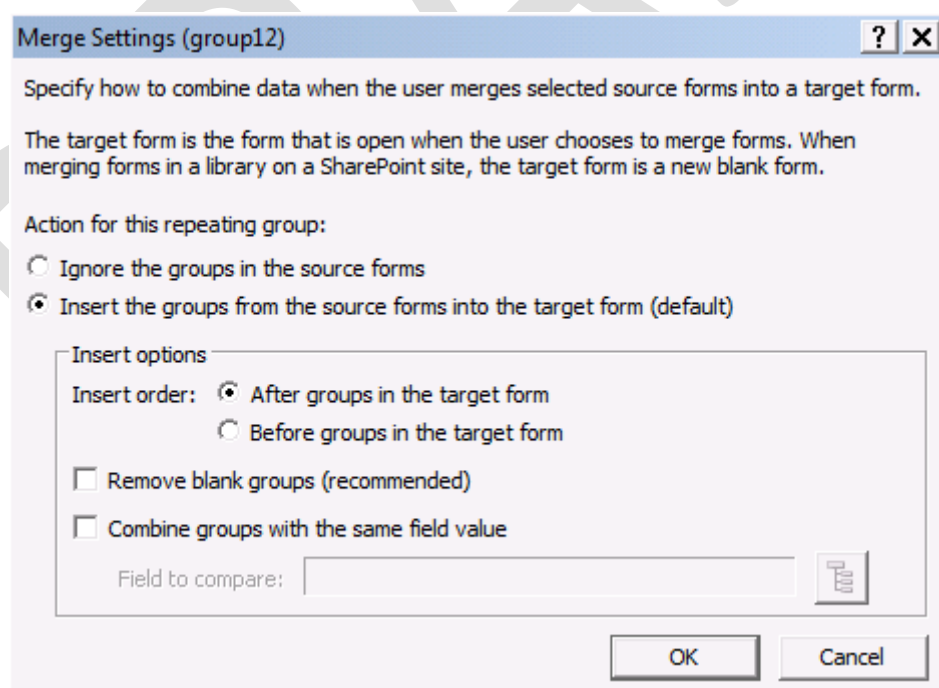 Merge Settings (group12)
Specify how to combine data when the user merges selected source forms into a target form.
The target form is the form that is open when the user chooses to merge forms. When
merging forms in a library on a SharePoint site, the target form is a new blank form.
Action for this repeating group:
Ignore the groups in the source forms
Insert the groups from the source forms into the target form (default)
Insert options
Insert order: After groups in the target form
Before groups in the target form
Remove blank groups (recommended)
Combine groups with the same field value
Field to compare:
OK Cancel